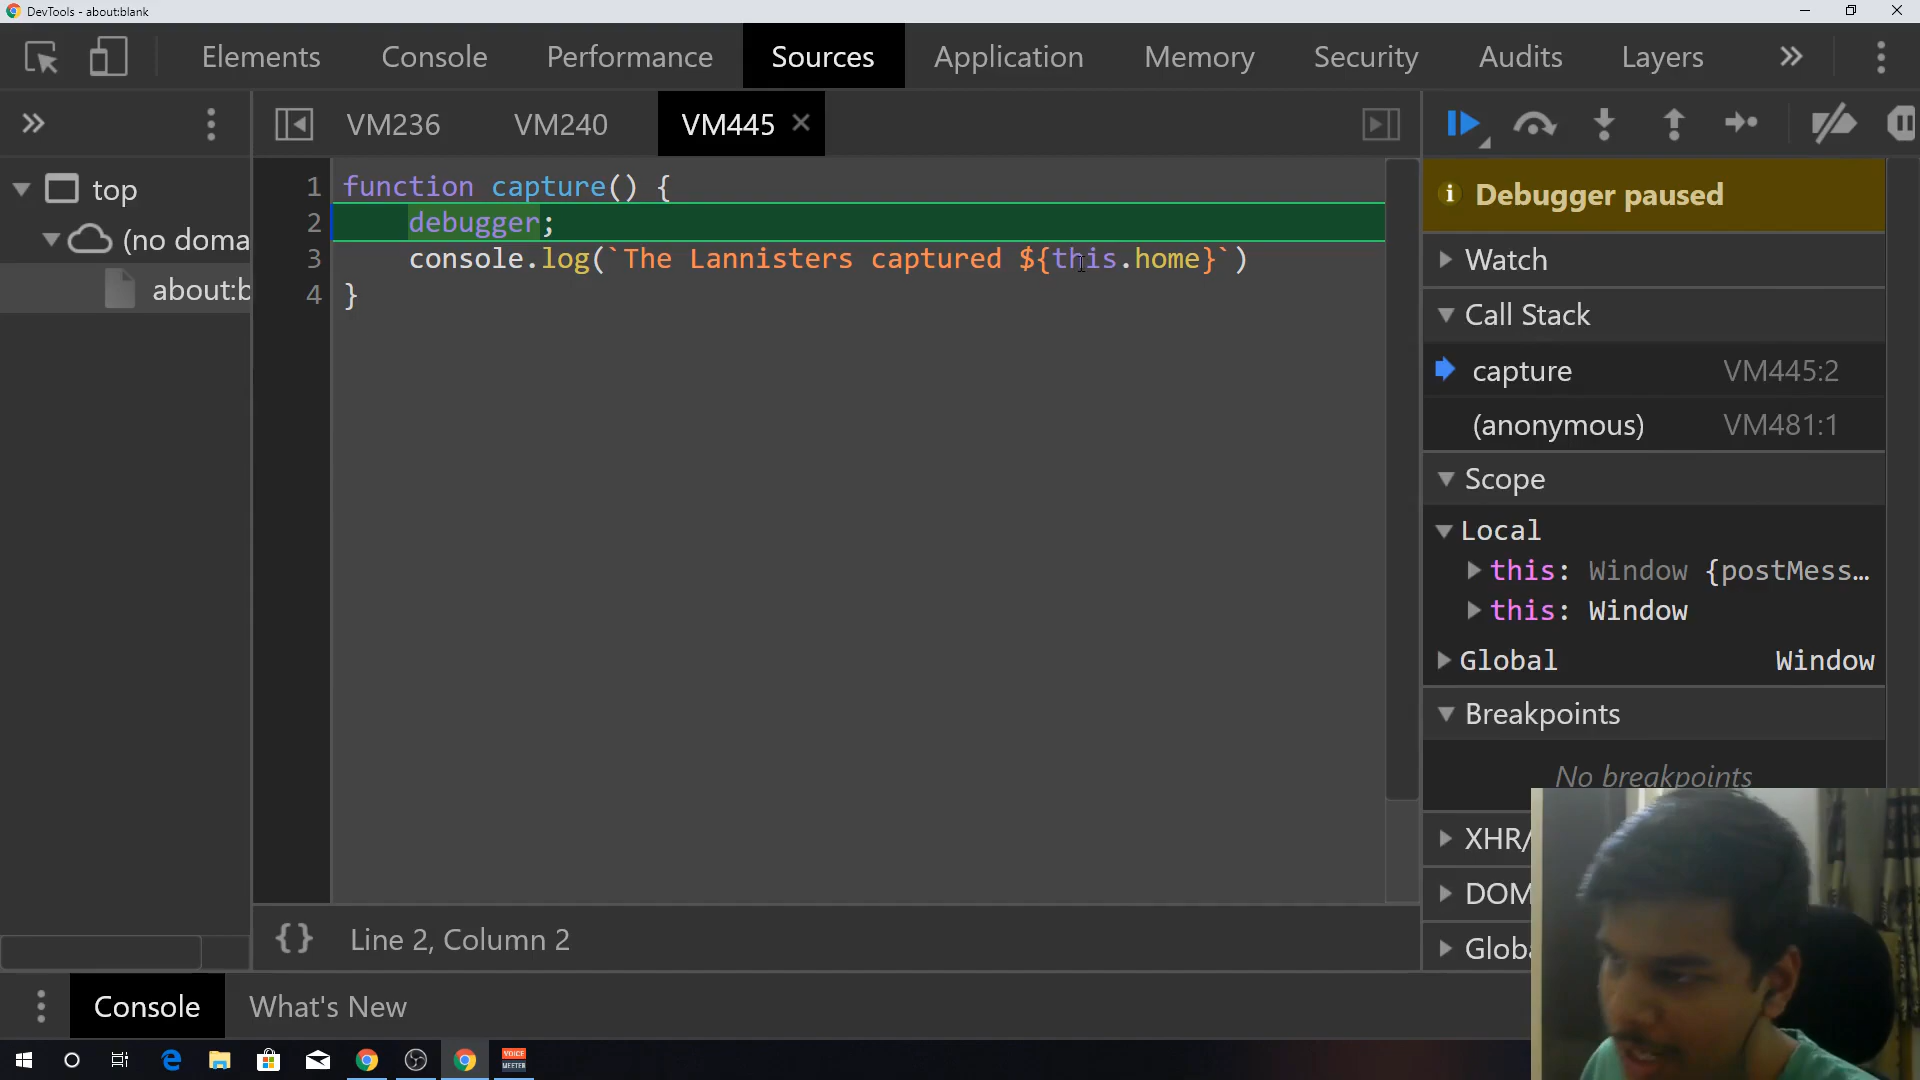 DevTools - about:blank
Elements Console Performance Sources Application Memory Security Audits Layers
VM236 VM240 VM445
top
(no doma
about:b
1 function capture() {
2 debugger;
3 console.log(`The Lannisters captured ${this.home}`)
4 }
Line 2, Column 2
Debugger paused
Watch
Call Stack
capture VM445:2
(anonymous) VM481:1
Scope
Local
this: Window {postMess…
this: Window
Global Window
Breakpoints
No breakpoints
XHR/
DOM
Globa
Console What's New
VOICE
MEETER